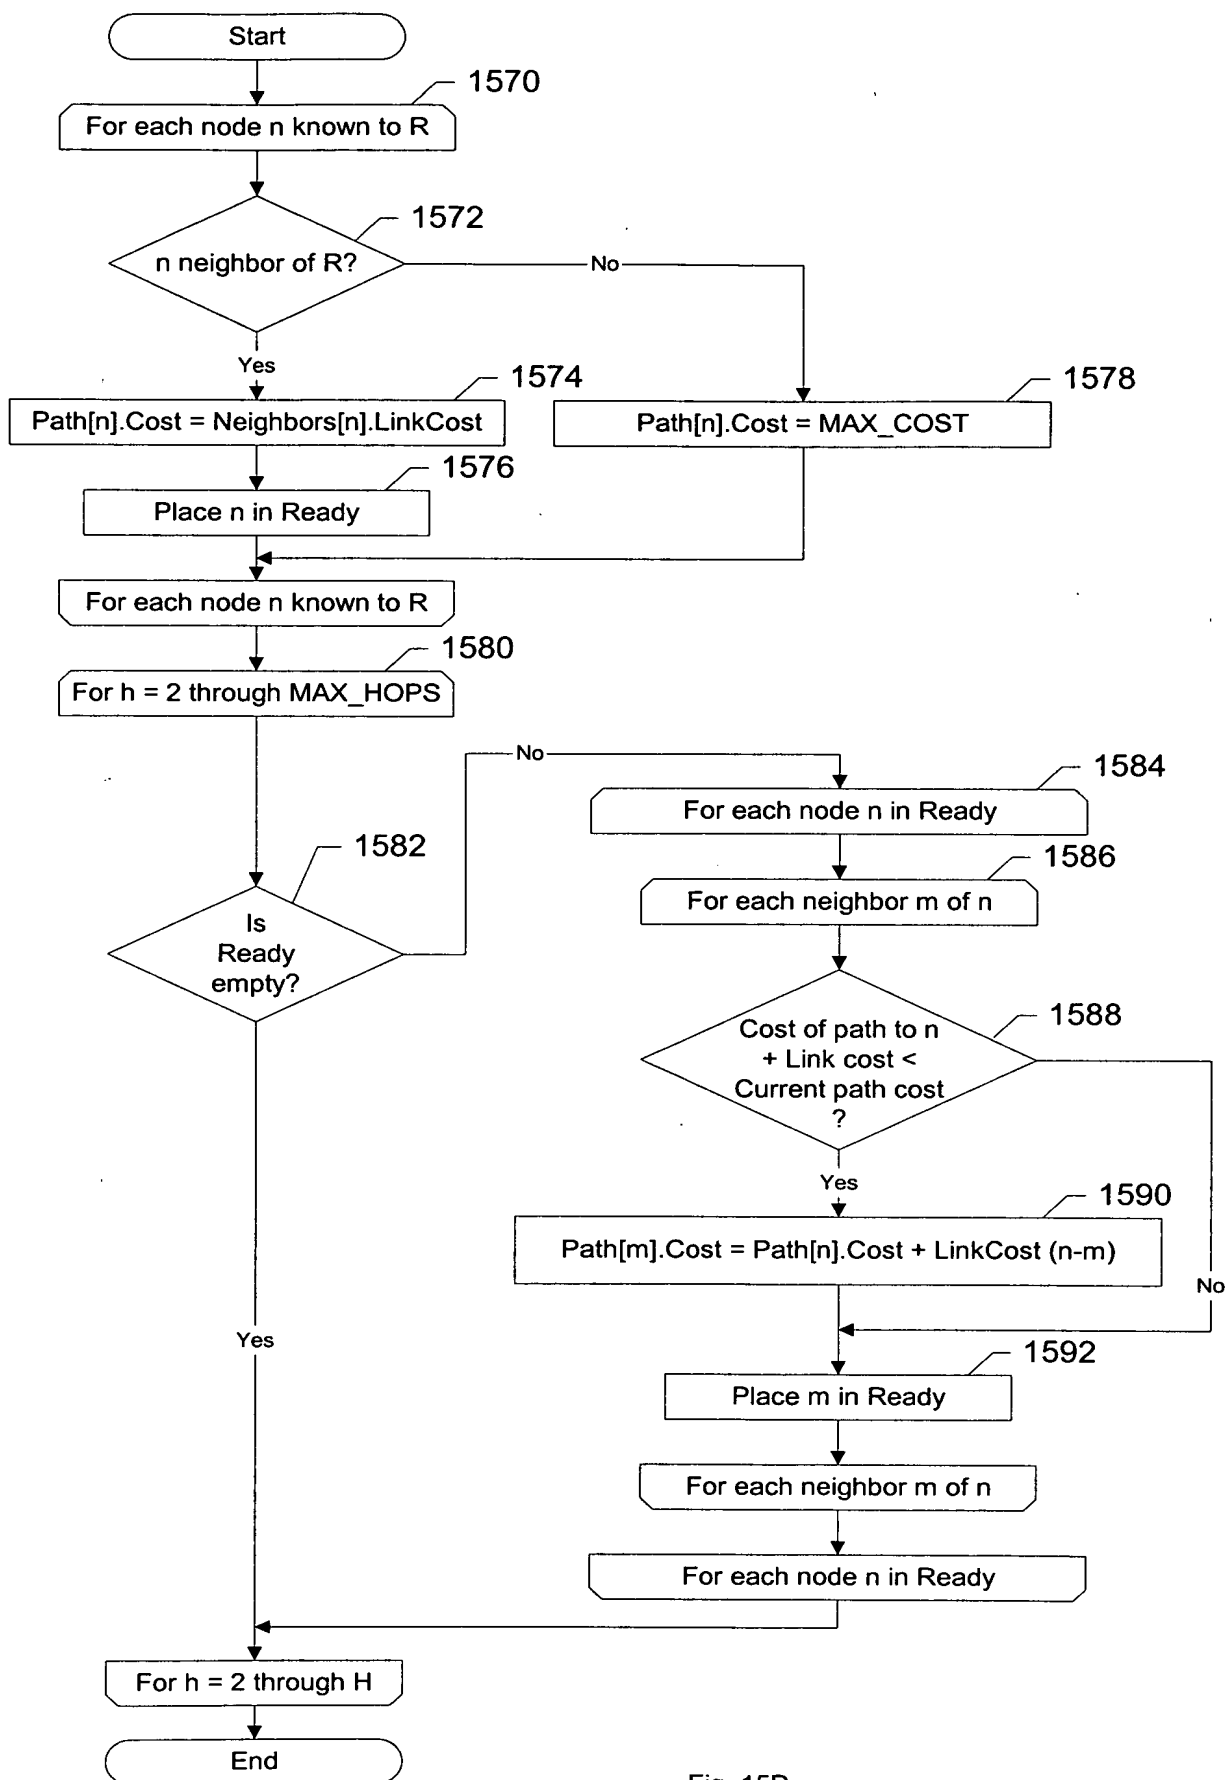 Start
1570
For each node n known to R
1572
n neighbor of R?
No
Yes
1574
Path[n].Cost = Neighbors[n].LinkCost
1578
Path[n].Cost = MAX_COST
1576
Place n in Ready
For each node n known to R
1580
For h = 2 through MAX_HOPS
No
1584
For each node n in Ready
1582
Is
Ready
empty?
1586
For each neighbor m of n
1588
Cost of path to n
+ Link cost <
Current path cost
?
Yes
1590
Path[m].Cost = Path[n].Cost + LinkCost (n-m)
No
Yes
1592
Place m in Ready
For each neighbor m of n
For each node n in Ready
For h = 2 through H
End